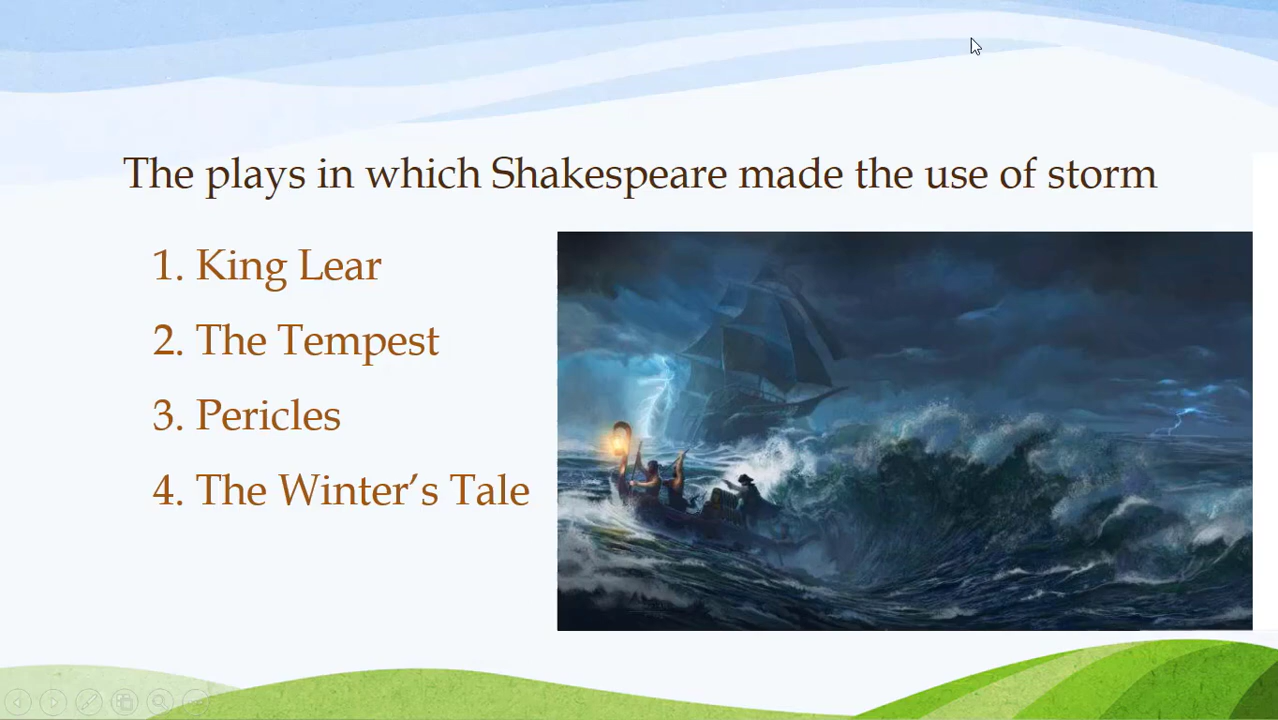 The plays in which Shakespeare made the use of storm
1. King Lear
2. The Tempest
3. Pericles
4. The Winter’s Tale